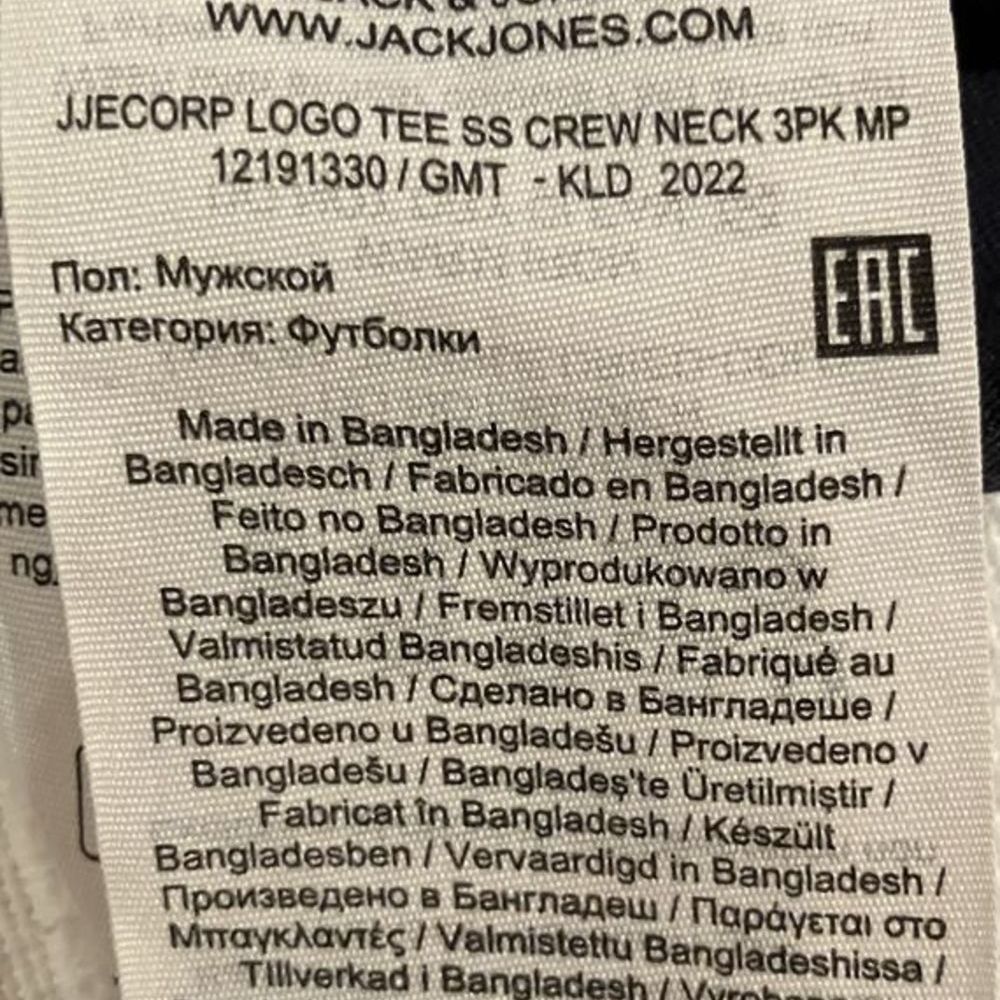 WWW.JACKJONES.COM
JJECORP LOGO TEE SS CREW NECK 3PK MP
12191330 / GMT - KLD 2022
Пол: Мужской
Категория: Футболки
EAC
Made in Bangladesh / Hergestellt in
Bangladesch / Fabricado en Bangladesh /
Feito no Bangladesh / Prodotto in
Bangladesh / Wyprodukowano w
Bangladeszu / Fremstillet i Bangladesh /
Valmistatud Bangladeshis / Fabriqué au
Bangladesh / Сделано в Бангладеше /
Proizvedeno u Bangladešu / Proizvedeno v
Bangladešu / Bangladeş'te Üretilmiştir /
Fabricat în Bangladesh / Készült
Bangladesben / Vervaardigd in Bangladesh /
Произведено в Бангладеш / Παράγεται στο
Μπαγκλαντές / Valmistettu Bangladeshissa /
Tillverkad i Bangladesh /